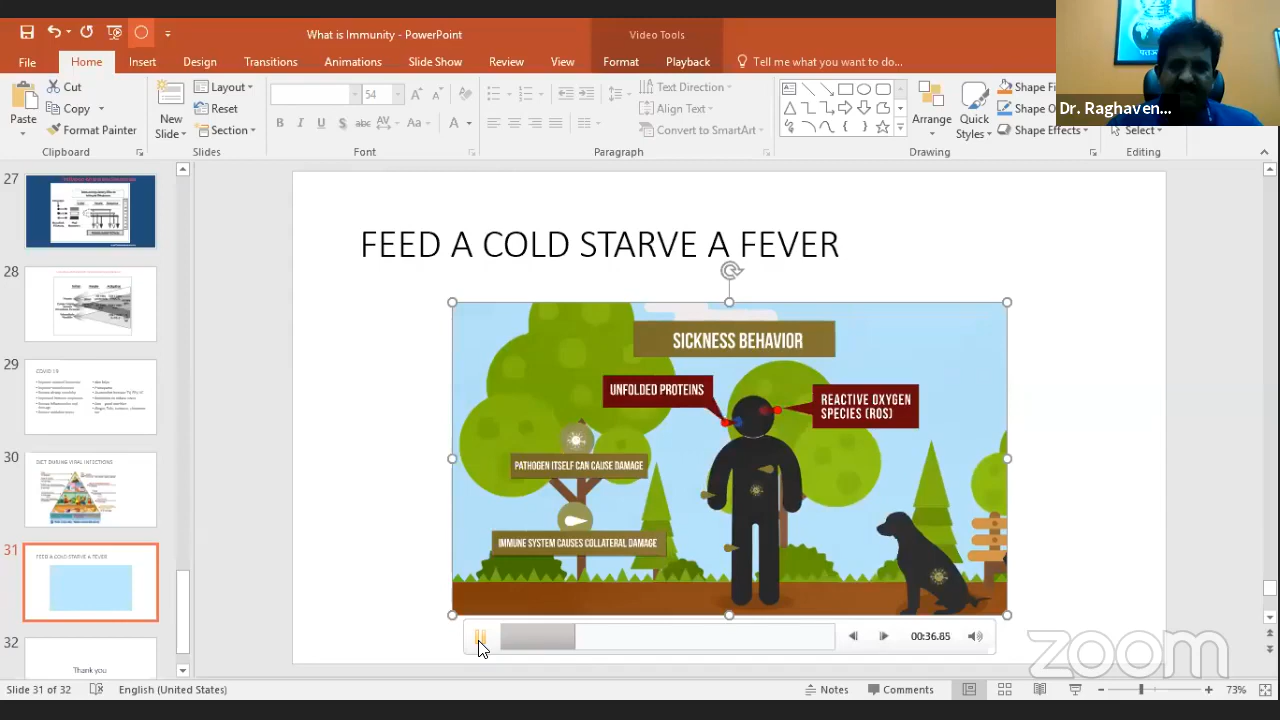 What is Immunity - PowerPoint
Video Tools
File
Home
Insert
Design
Transitions
Animations
Slide Show
Review
View
Format
Playback
Tell me what you want to do...
Paste
Cut
Copy
Format Painter
Clipboard
New
Slide
Layout
Reset
Section
Slides
54
Font
Text Direction
Align Text
Convert to SmartArt
Paragraph
Arrange
Quick
Styles
Drawing
Shape Fi
Shape O
Shape Effects
Select
Editing
Dr. Raghaven...
27
28
29
COVID 19
30
DIET DURING VIRAL INFECTIONS
31
FEED A COLD STARVE A FEVER
32
Thank you
FEED A COLD STARVE A FEVER
SICKNESS BEHAVIOR
UNFOLDED PROTEINS
REACTIVE OXYGEN
SPECIES (ROS)
PATHOGEN ITSELF CAN CAUSE DAMAGE
IMMUNE SYSTEM CAUSES COLLATERAL DAMAGE
00:36.85
zoom
Slide 31 of 32
English (United States)
Notes
Comments
73%